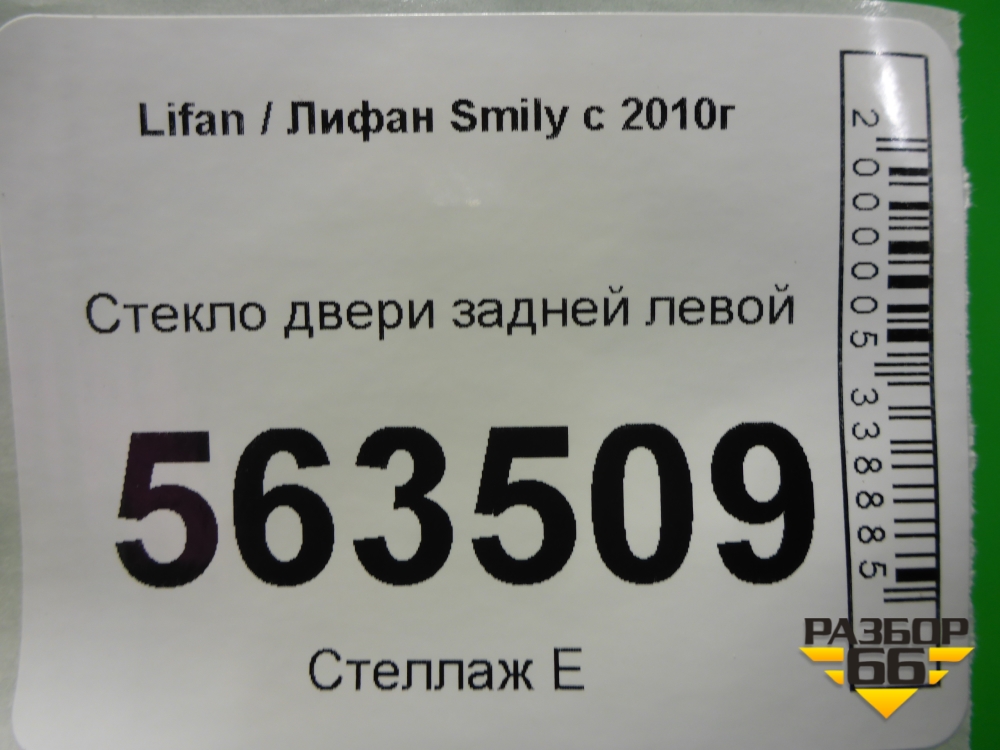 Lifan / Лифан Smily с 2010г
Стекло двери задней левой
563509
Стеллаж Е
2000005338885
РАЗБОР
66